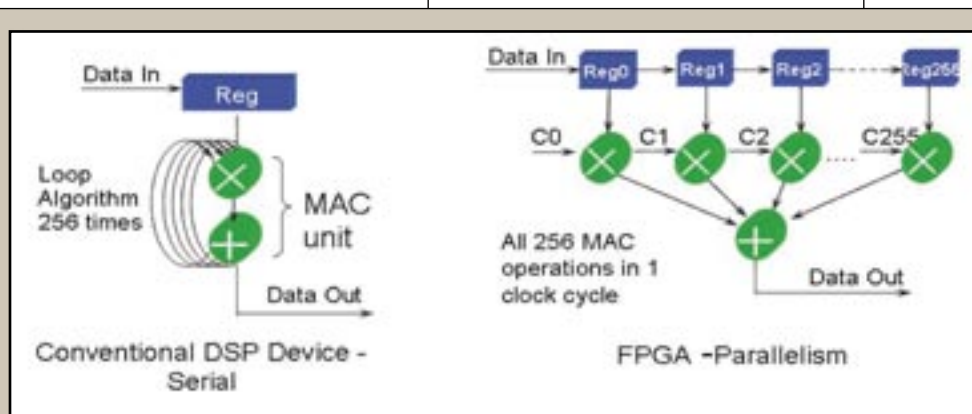 Data In
Reg
Loop
Algorithm
256 times
MAC
unit
Data Out
Conventional DSP Device -
Serial
Data In
Reg0
Reg1
Reg2
C0
C1
C2
....
C255
All 256 MAC
operations in 1
clock cycle
Data Out
FPGA -Parallelism